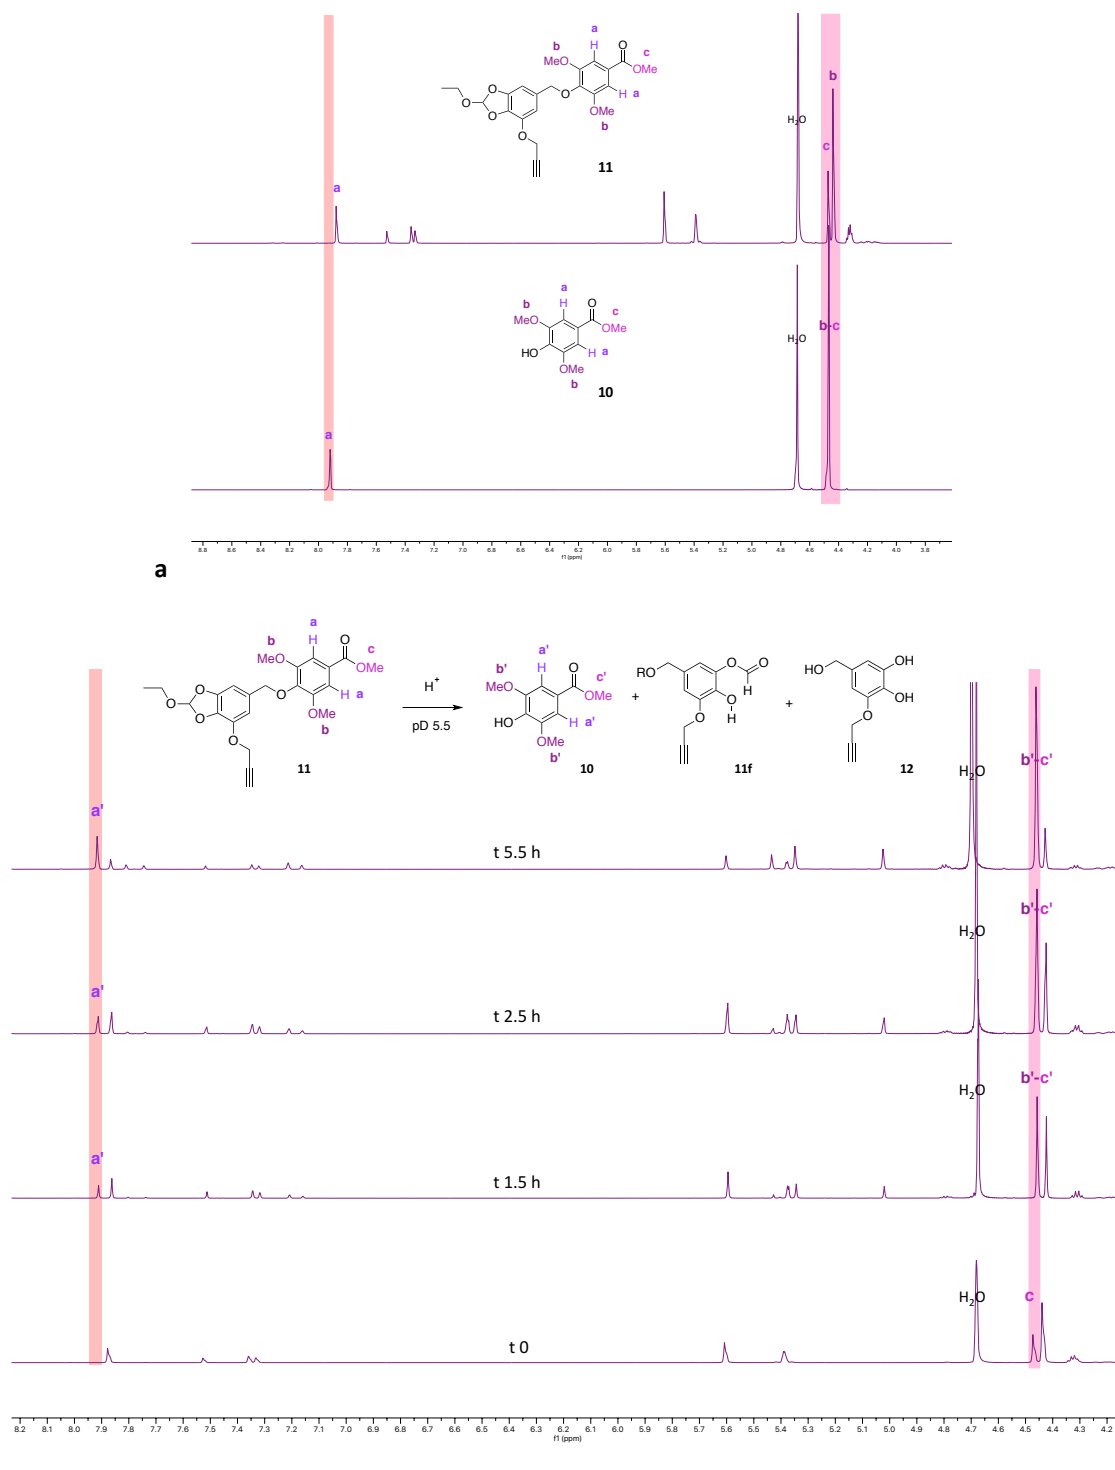 a
b
H
O
c
MeO
OMe
O
O
H a
O
OMe
O
b
O
11
H₂O
b
c
a
a
b
H
O
c
MeO
OMe
HO
H a
OMe
b
10
H₂O
b-c
a
8.8 8.6 8.4 8.2 8.0 7.8 7.6 7.4 7.2 7.0 6.8 6.6 6.4 6.2 6.0 5.8 5.6 5.4 5.2 5.0 4.8 4.6 4.4 4.2 4.0 3.8
f1 (ppm)
a
a
b
H
O
c
MeO
OMe
O
O
O
H a
O
OMe
b
O
11
H⁺
pD 5.5
a'
b'
H
O
c'
MeO
OMe
HO
H a'
OMe
b'
10
+
RO
O
O
H
O
H
O
11f
+
HO
OH
OH
O
12
a'
t 5.5 h
H₂O
b'-c'
a'
t 2.5 h
H₂O
b'-c'
a'
t 1.5 h
H₂O
b'-c'
t 0
H₂O
c
8.2 8.1 8.0 7.9 7.8 7.7 7.6 7.5 7.4 7.3 7.2 7.1 7.0 6.9 6.8 6.7 6.6 6.5 6.4 6.3 6.2 6.1 6.0 5.9 5.8 5.7 5.6 5.5 5.4 5.3 5.2 5.1 5.0 4.9 4.8 4.7 4.6 4.5 4.4 4.3 4.2
f1 (ppm)